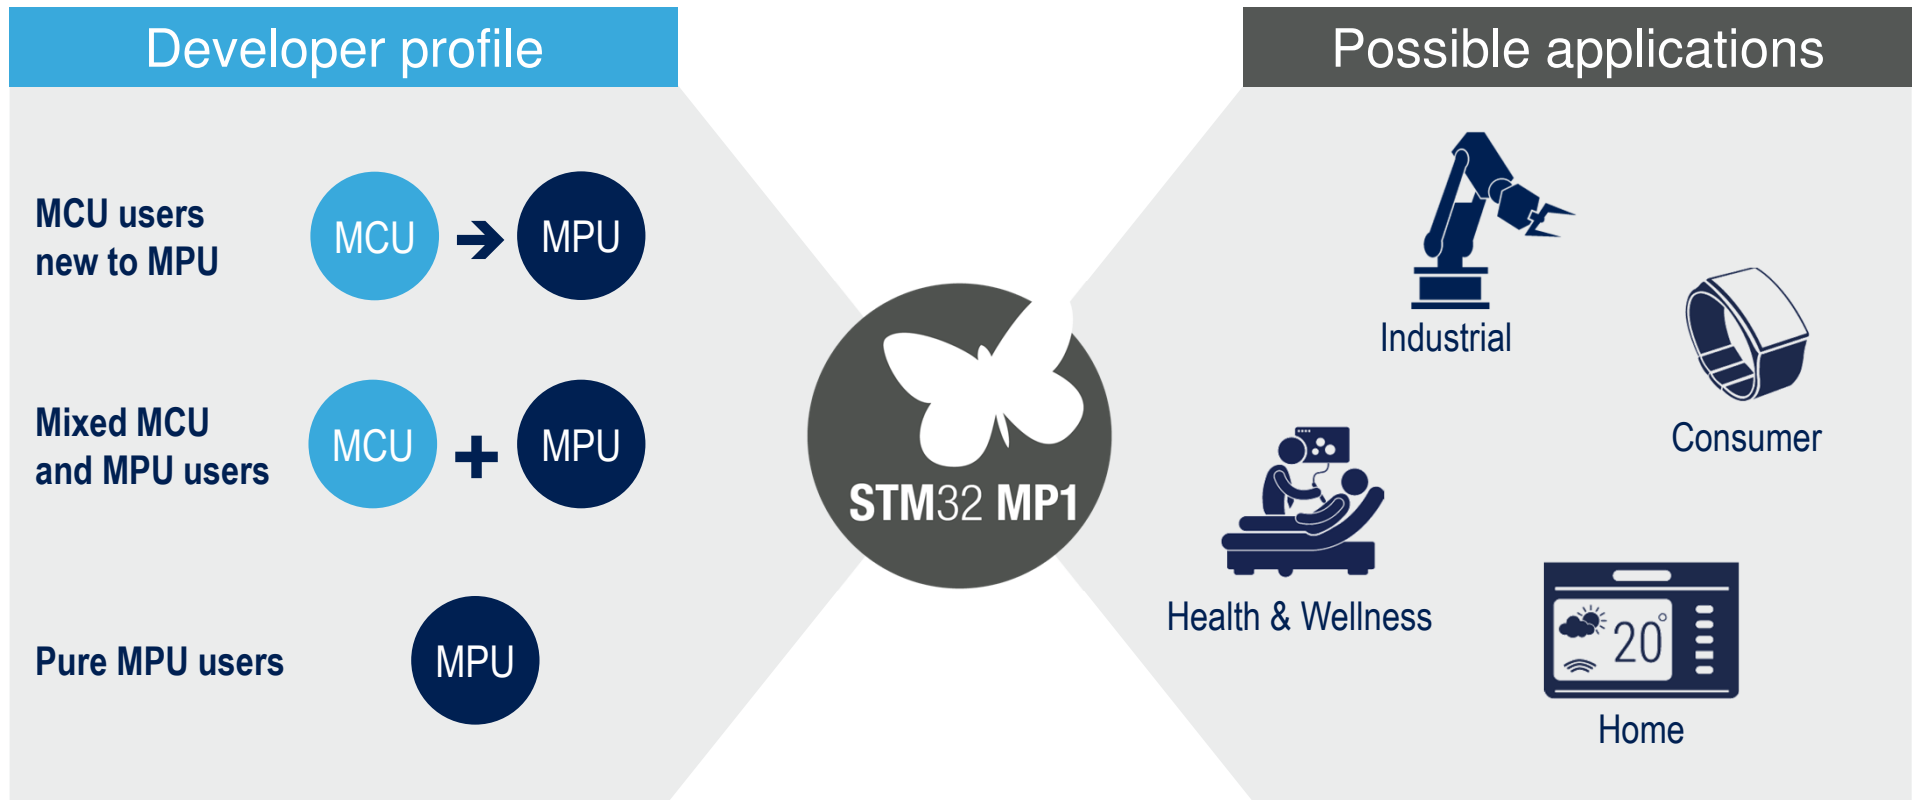 Developer profile
MCU users
new to MPU
MCU
MPU
Mixed MCU
and MPU users
MCU
MPU
Pure MPU users
MPU
STM32 MP1
Possible applications
Industrial
Consumer
Health & Wellness
20°
Home